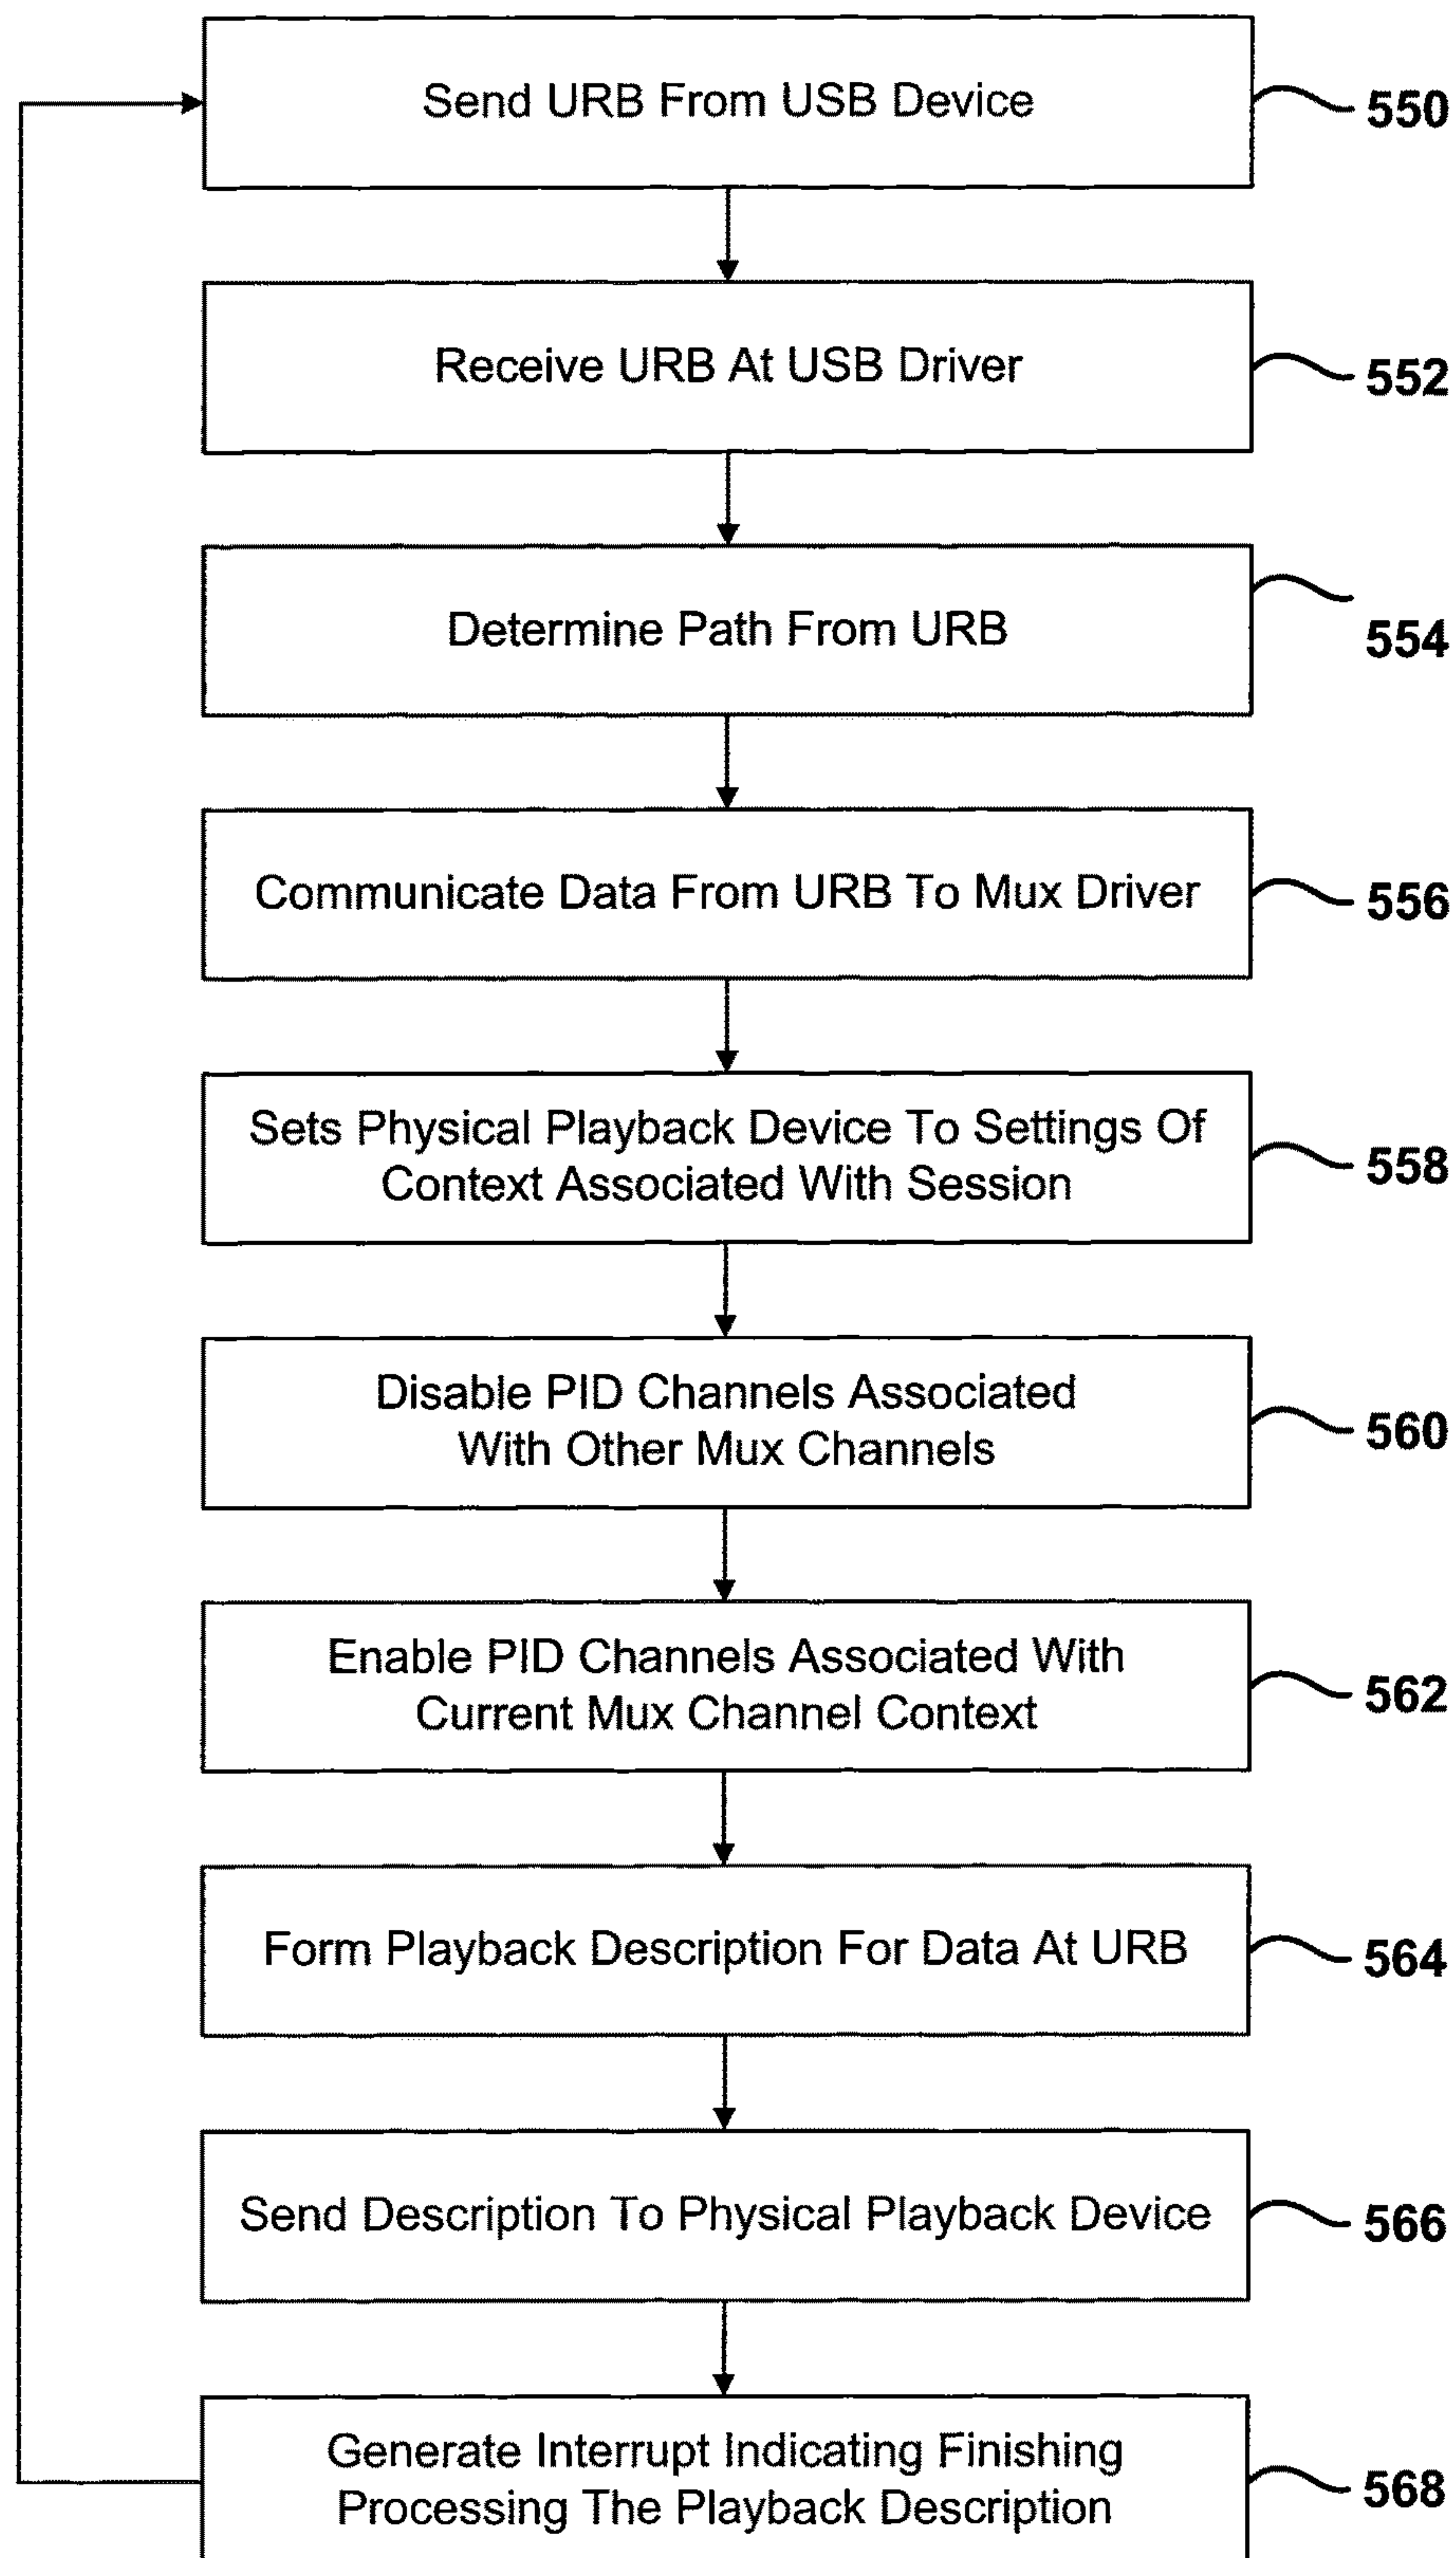 Send URB From USB Device
550
Receive URB At USB Driver
552
Determine Path From URB
554
Communicate Data From URB To Mux Driver
556
Sets Physical Playback Device To Settings Of
Context Associated With Session
558
Disable PID Channels Associated
With Other Mux Channels
560
Enable PID Channels Associated With
Current Mux Channel Context
562
Form Playback Description For Data At URB
564
Send Description To Physical Playback Device
566
Generate Interrupt Indicating Finishing
Processing The Playback Description
568